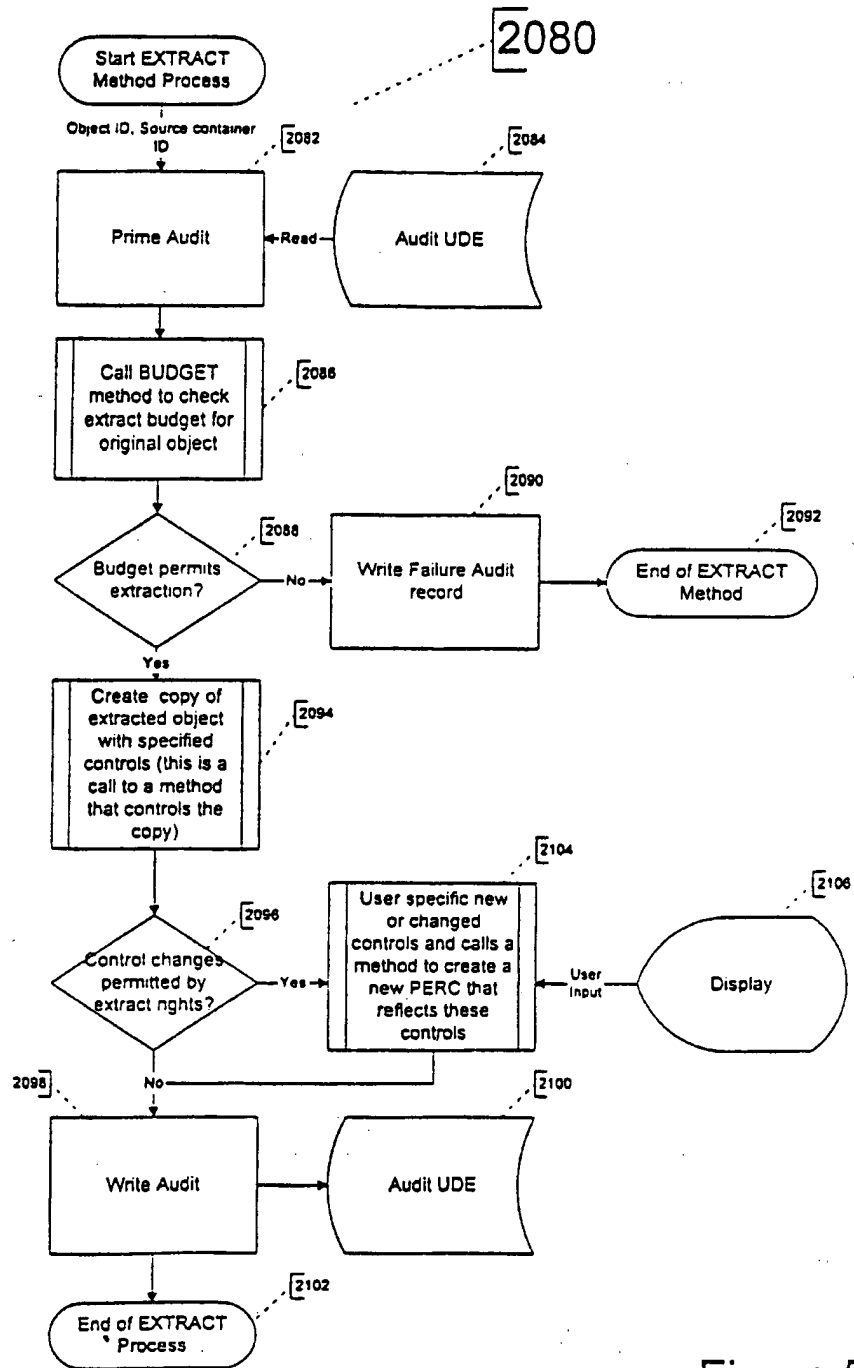 2080
Start EXTRACT
Method Process
Object ID, Source container
ID
2082
2084
Prime Audit
Read
Audit UDE
Call BUDGET
method to check
extract budget for
original object
2086
2088
Budget permits
extraction?
No
2090
Write Failure Audit
record
2092
End of EXTRACT
Method
Yes
Create copy of
extracted object
with specified
controls (this is a
call to a method
that controls the
copy)
2094
2096
Control changes
permitted by
extract rights?
Yes
2104
User specific new
or changed
controls and calls a
method to create a
new PERC that
reflects these
controls
User
Input
2106
Display
No
2098
Write Audit
2100
Audit UDE
2102
End of EXTRACT
Process